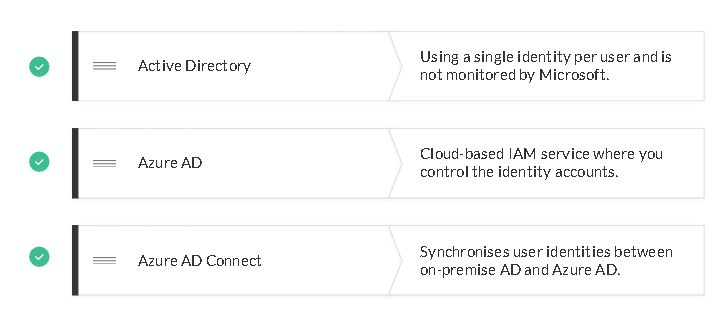 Active Directory
Using a single identity per user and is
not monitored by Microsoft.
Azure AD
Cloud-based IAM service where you
control the identity accounts.
Azure AD Connect
Synchronises user identities between
on-premise AD and Azure AD.